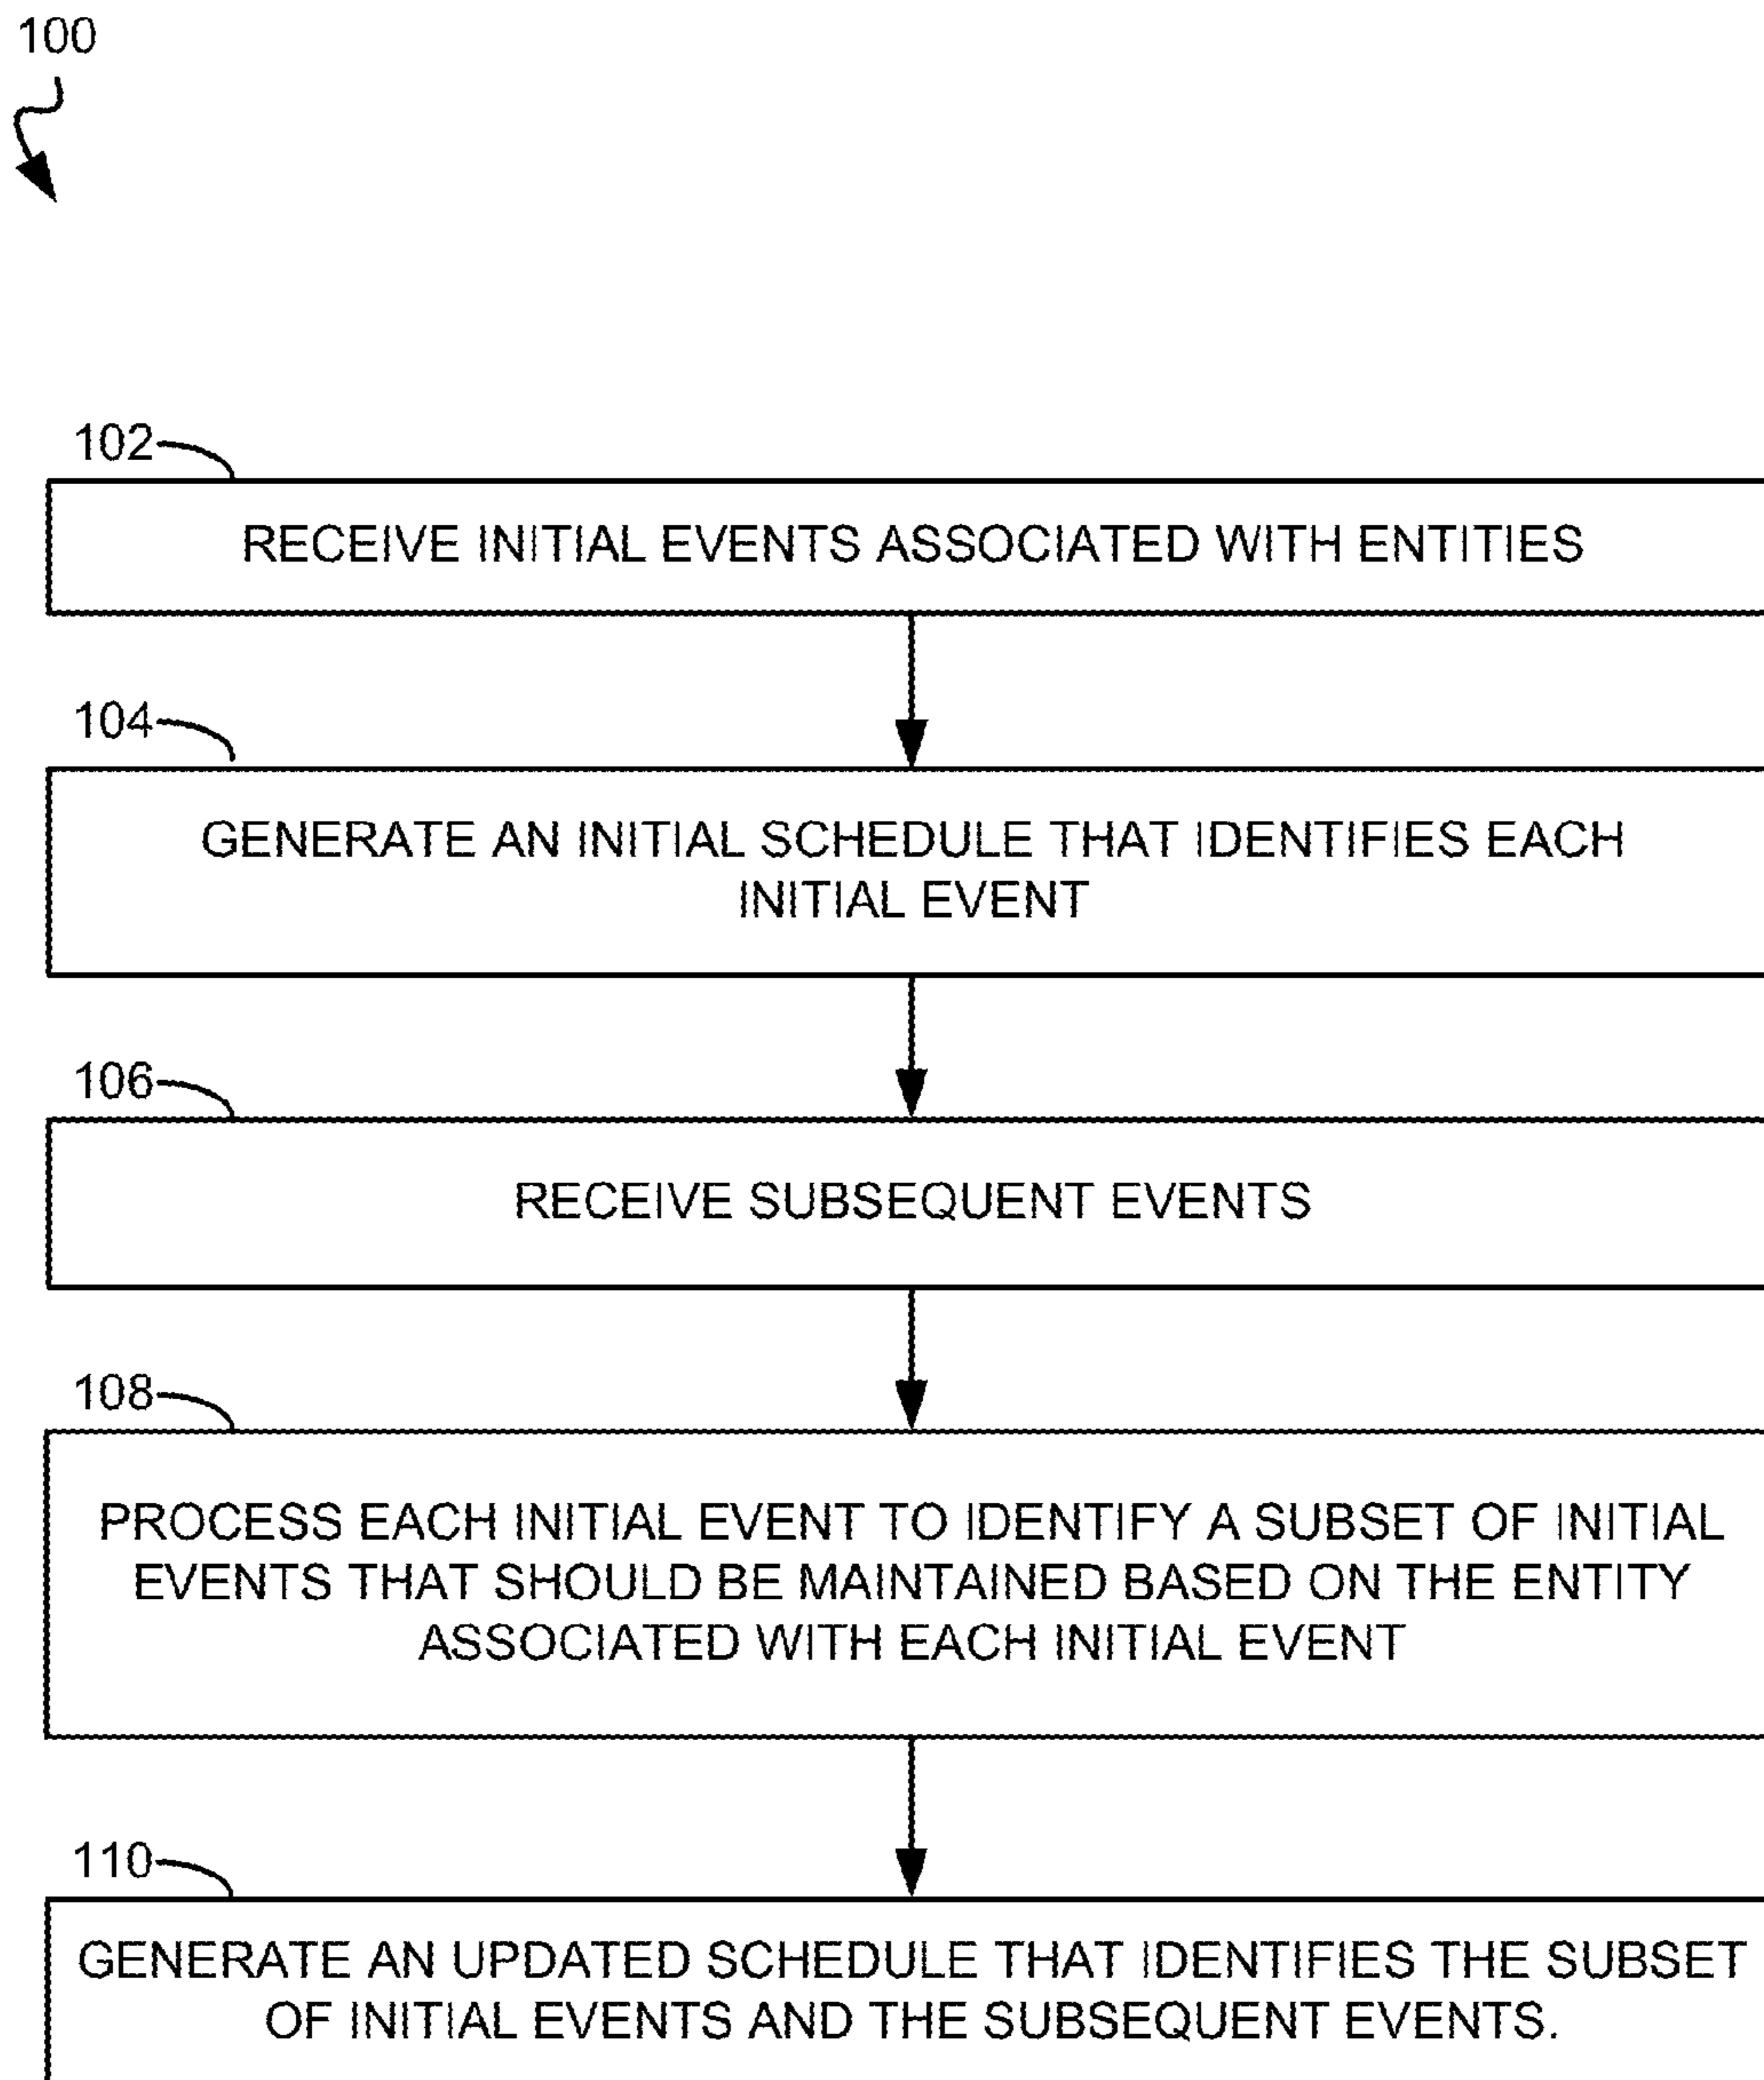 100
102
RECEIVE INITIAL EVENTS ASSOCIATED WITH ENTITIES
104
GENERATE AN INITIAL SCHEDULE THAT IDENTIFIES EACH
INITIAL EVENT
106
RECEIVE SUBSEQUENT EVENTS
108
PROCESS EACH INITIAL EVENT TO IDENTIFY A SUBSET OF INITIAL
EVENTS THAT SHOULD BE MAINTAINED BASED ON THE ENTITY
ASSOCIATED WITH EACH INITIAL EVENT
110
GENERATE AN UPDATED SCHEDULE THAT IDENTIFIES THE SUBSET
OF INITIAL EVENTS AND THE SUBSEQUENT EVENTS.